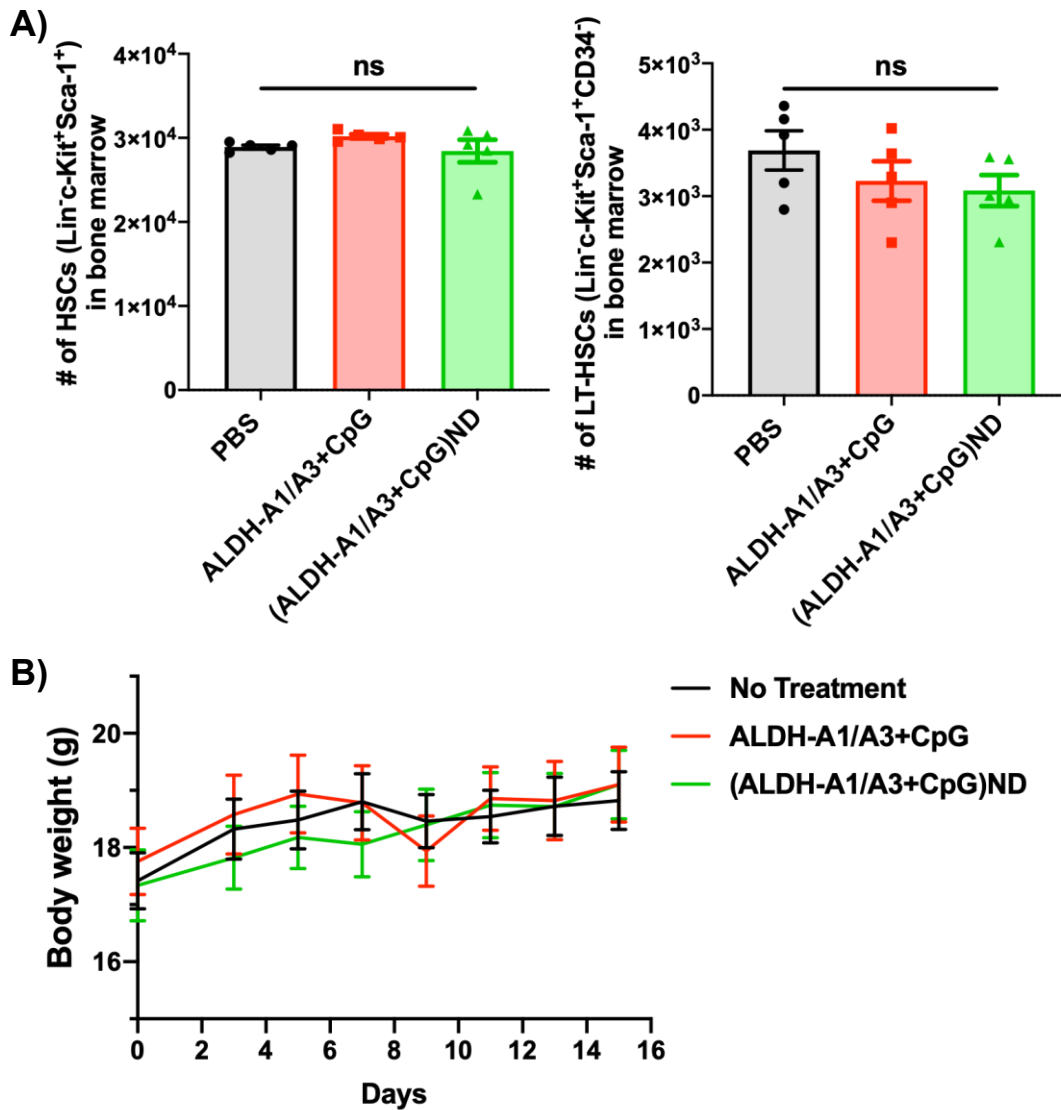 A)
# of HSCs (Lin⁻c-Kit⁺Sca-1⁺)
in bone marrow
4×10⁴
3×10⁴
2×10⁴
1×10⁴
0
ns
PBS
ALDH-A1/A3+CpG
(ALDH-A1/A3+CpG)ND
# of LT-HSCs (Lin⁻c-Kit⁺Sca-1⁺CD34⁻)
in bone marrow
5×10³
4×10³
3×10³
2×10³
1×10³
0
ns
PBS
ALDH-A1/A3+CpG
(ALDH-A1/A3+CpG)ND
B)
Body weight (g)
20
18
16
0 2 4 6 8 10 12 14 16
Days
No Treatment
ALDH-A1/A3+CpG
(ALDH-A1/A3+CpG)ND